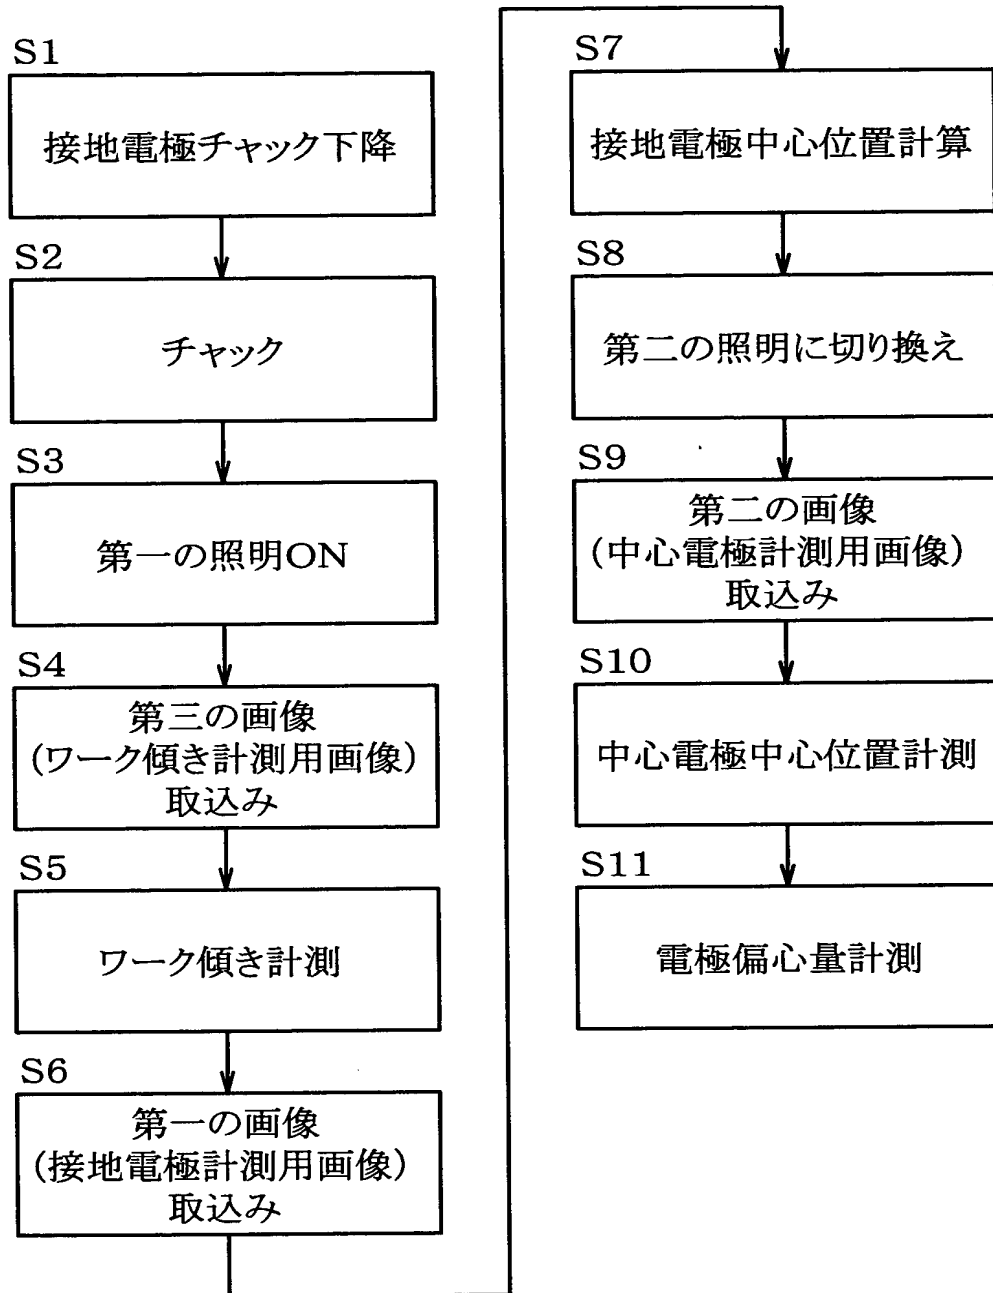 S1
接地電極チャック下降
S2
チャック
S3
第一の照明ON
S4
第三の画像
(ワーク傾き計測用画像)
取込み
S5
ワーク傾き計測
S6
第一の画像
(接地電極計測用画像)
取込み
S7
接地電極中心位置計算
S8
第二の照明に切り換え
S9
第二の画像
(中心電極計測用画像)
取込み
S10
中心電極中心位置計測
S11
電極偏心量計測